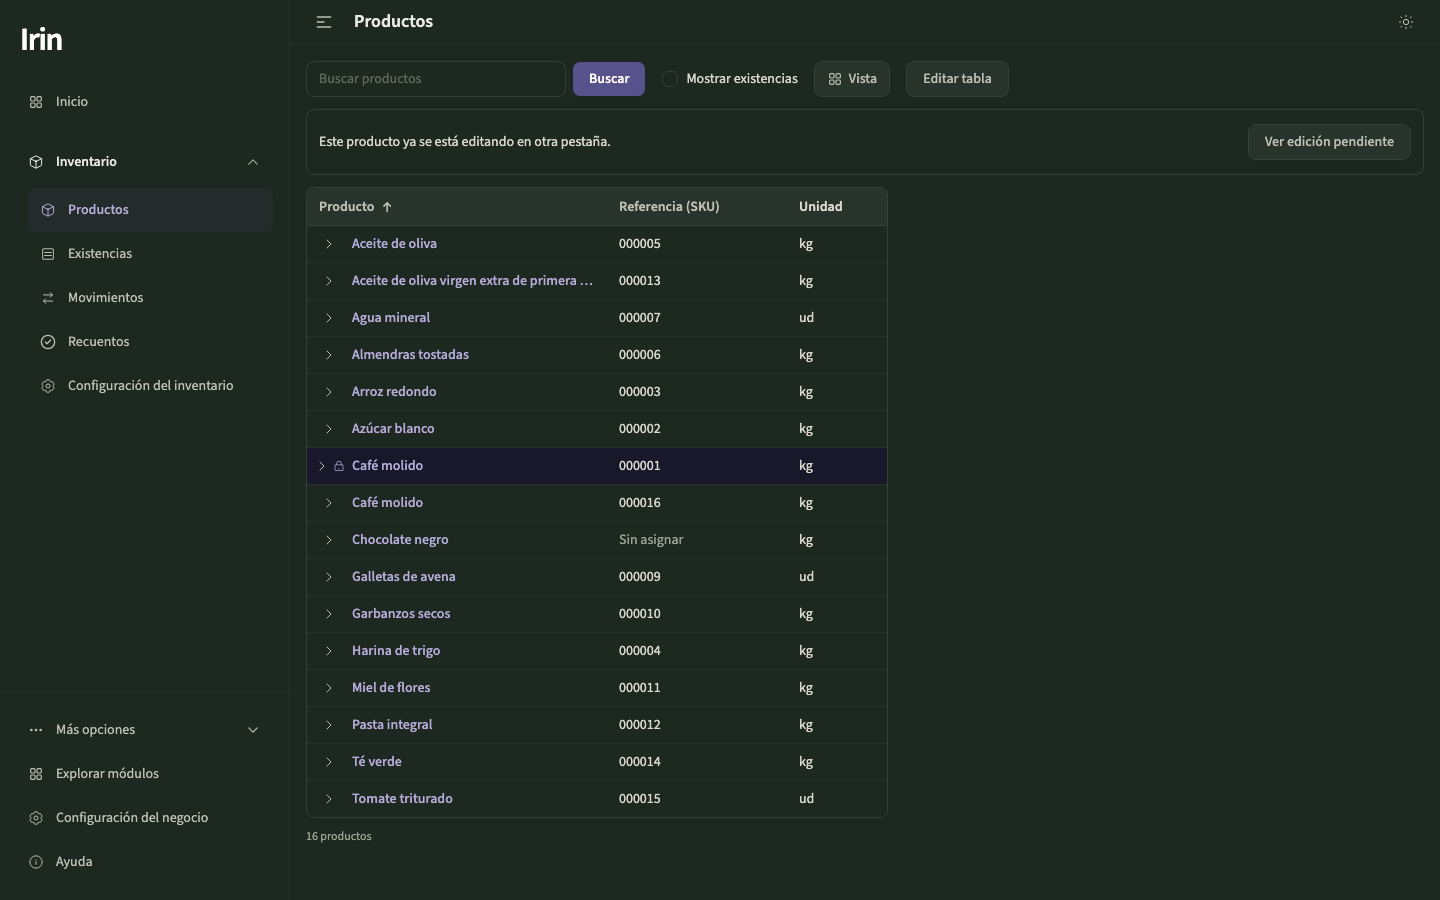 Irin
Productos
Inicio
Inventario
Productos
Existencias
Movimientos
Recuentos
Configuración del inventario
Más opciones
Explorar módulos
Configuración del negocio
Ayuda
Buscar productos
Buscar
Mostrar existencias
Vista
Editar tabla
Este producto ya se está editando en otra pestaña.
Ver edición pendiente
Producto Referencia (SKU) Unidad
Aceite de oliva 000005 kg
Aceite de oliva virgen extra de primera … 000013 kg
Agua mineral 000007 ud
Almendras tostadas 000006 kg
Arroz redondo 000003 kg
Azúcar blanco 000002 kg
Café molido 000001 kg
Café molido 000016 kg
Chocolate negro Sin asignar kg
Galletas de avena 000009 ud
Garbanzos secos 000010 kg
Harina de trigo 000004 kg
Miel de flores 000011 kg
Pasta integral 000012 kg
Té verde 000014 kg
Tomate triturado 000015 ud
16 productos